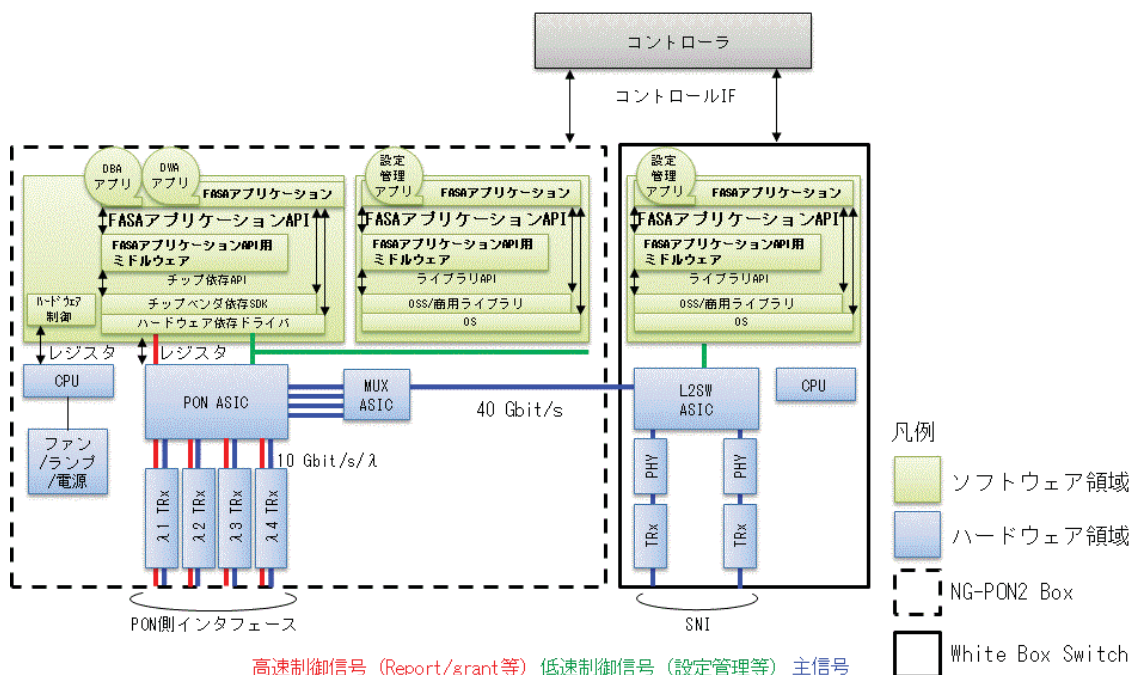 コントローラ
コントロールIF
DBA
アプリ
DWA
アプリ
FASAアプリケーション
FASAアプリケーションAPI
FASAアプリケーションAPI用
ミドルウェア
チップ依存API
チップベンダ依存SDK
ハードウェア依存ドライバ
ハードウェア
制御
レジスタ
レジスタ
設定
管理
アプリ
FASAアプリケーション
FASAアプリケーションAPI
FASAアプリケーションAPI用
ミドルウェア
ライブラリAPI
OSS/商用ライブラリ
OS
設定
管理
アプリ
FASAアプリケーション
FASAアプリケーションAPI
FASAアプリケーションAPI用
ミドルウェア
ライブラリAPI
OSS/商用ライブラリ
OS
CPU
ファン
/ランプ
/電源
PON ASIC
MUX
ASIC
40 Gbit/s
L2SW
ASIC
CPU
10 Gbit/s/λ
λ1 TRx
λ2 TRx
λ3 TRx
λ4 TRx
PHY
PHY
TRx
TRx
PON側インタフェース
SNI
凡例
ソフトウェア領域
ハードウェア領域
NG-PON2 Box
White Box Switch
高速制御信号（Report/grant等）低速制御信号（設定管理等）主信号